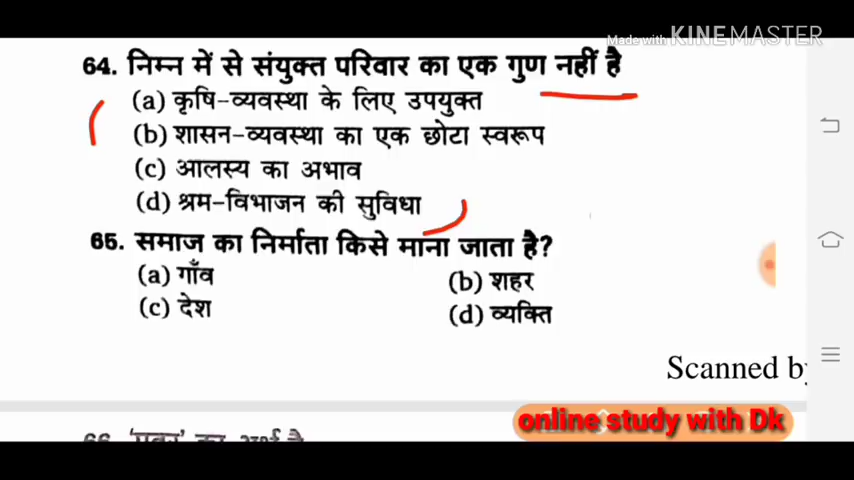 Made with KINEMASTER
64. निम्न में से संयुक्त परिवार का एक गुण नहीं है
(a) कृषि-व्यवस्था के लिए उपयुक्त
(b) शासन-व्यवस्था का एक छोटा स्वरूप
(c) आलस्य का अभाव
(d) श्रम-विभाजन की सुविधा
65. समाज का निर्माता किसे माना जाता है?
(a) गाँव (b) शहर
(c) देश (d) व्यक्ति
Scanned by
online study with Dk